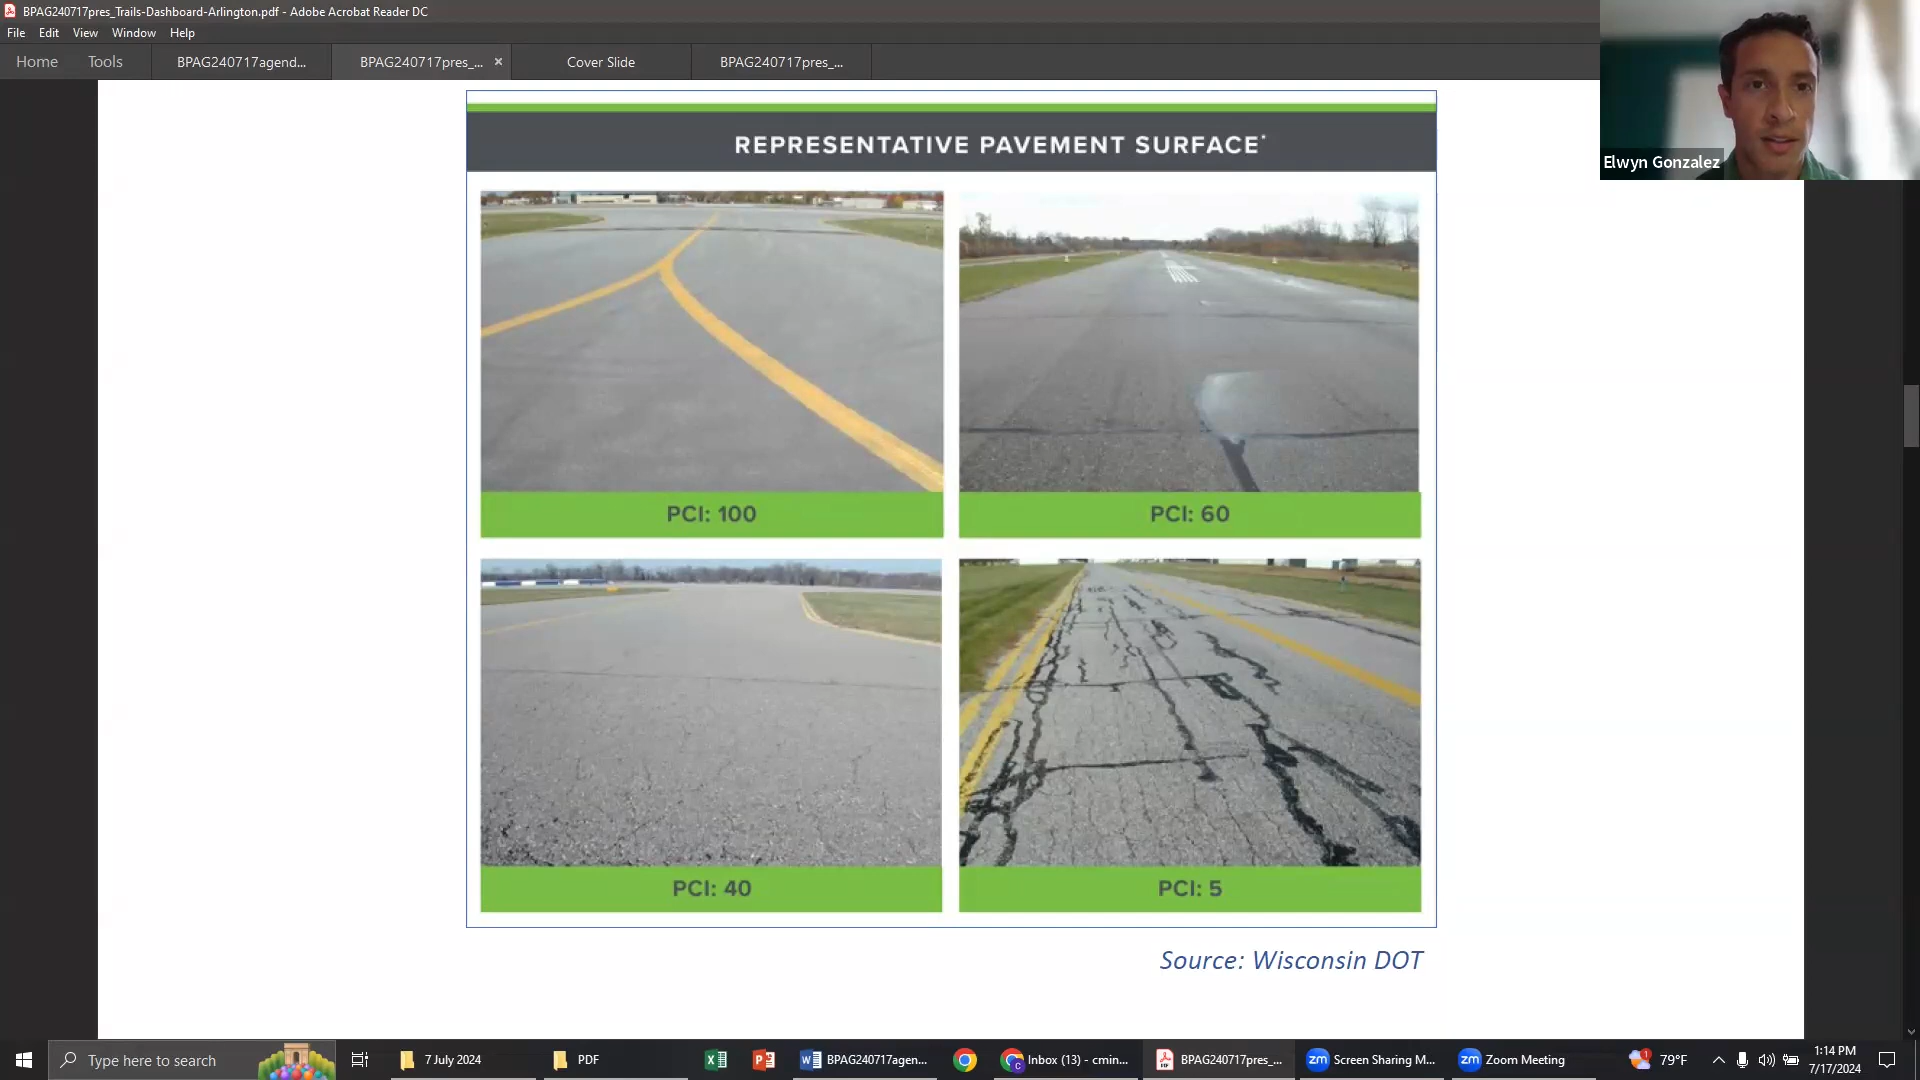 BPAG240717pres_Trails-Dashboard-Arlington.pdf - Adobe Acrobat Reader DC
File Edit View Window Help
Home Tools BPAG240717agend... BPAG240717pres_... × Cover Slide BPAG240717pres_...
Elwyn Gonzalez
REPRESENTATIVE PAVEMENT SURFACE*
PCI: 100
PCI: 60
PCI: 40
PCI: 5
Source: Wisconsin DOT
Type here to search
7 July 2024
PDF
BPAG240717agen...
Inbox (13) - cmin...
BPAG240717pres_...
Screen Sharing M...
Zoom Meeting
1
79°F
1:14 PM
7/17/2024